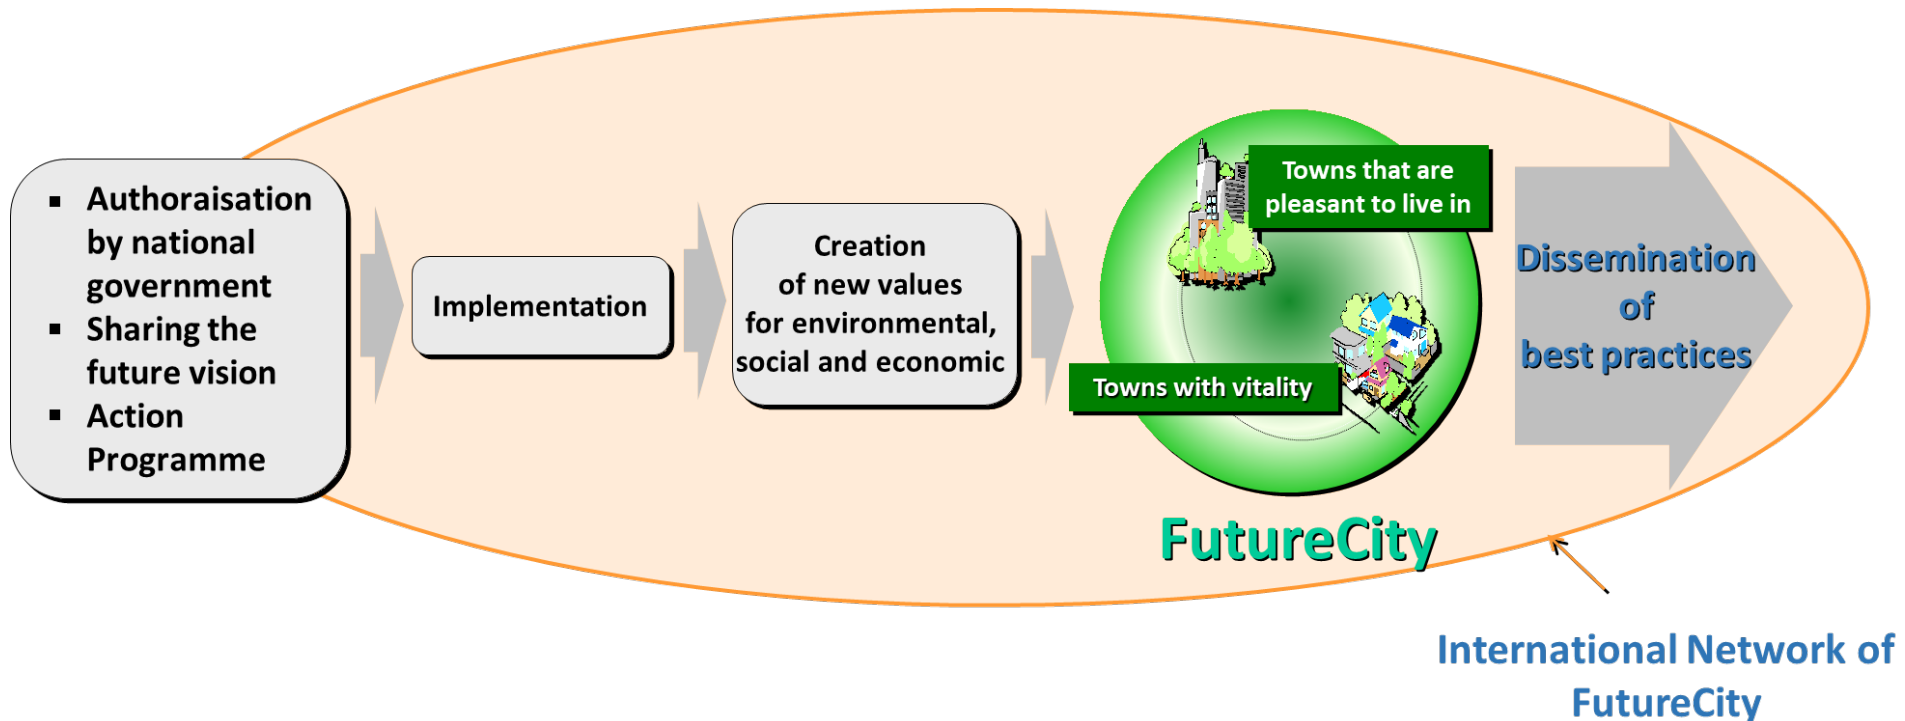 ▪ Authoraisation
by national
government
▪ Sharing the
future vision
▪ Action
Programme
Implementation
Creation
of new values
for environmental,
social and economic
Towns that are
pleasant to live in
Towns with vitality
FutureCity
Dissemination
of
best practices
International Network of
FutureCity